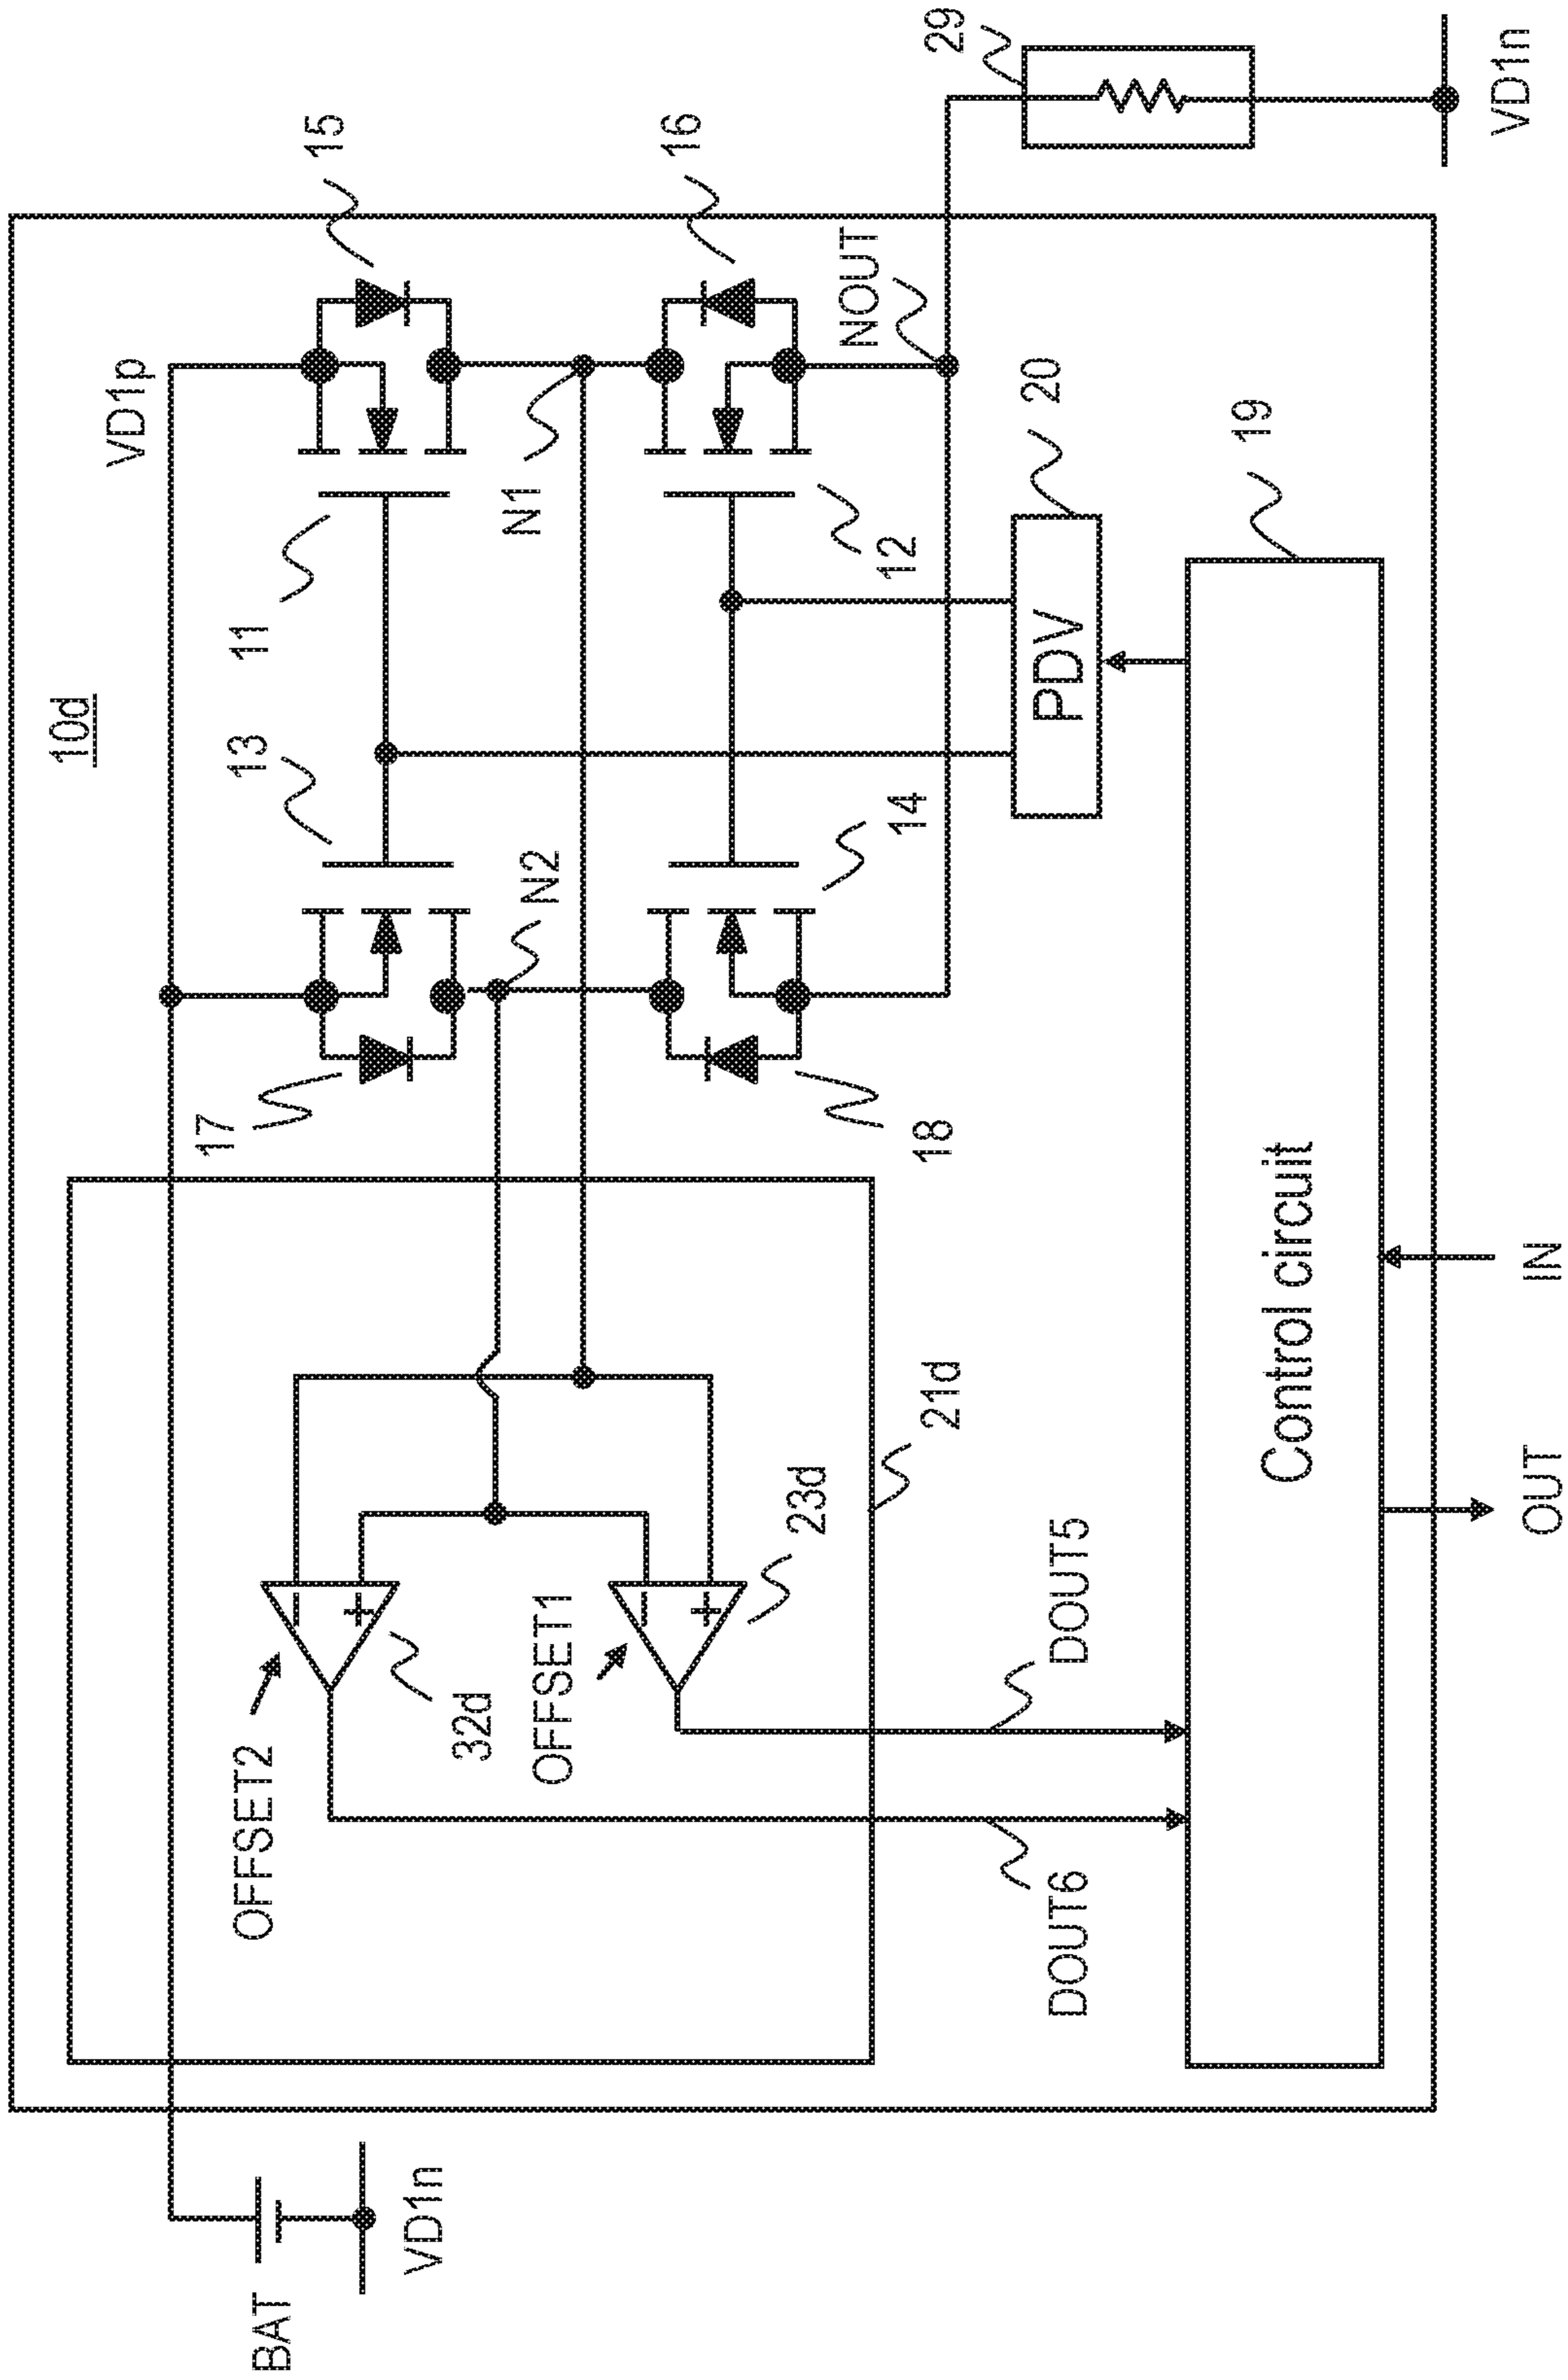 10d
VD1p
15
11
13
17
N1
N2
16
12
14
18
NOUT
29
20
PDV
19
Control circuit
VD1n
BAT
VD1n
OFFSET2
−
+
32d
OFFSET1
−
+
23d
21d
DOUT5
DOUT6
IN
OUT